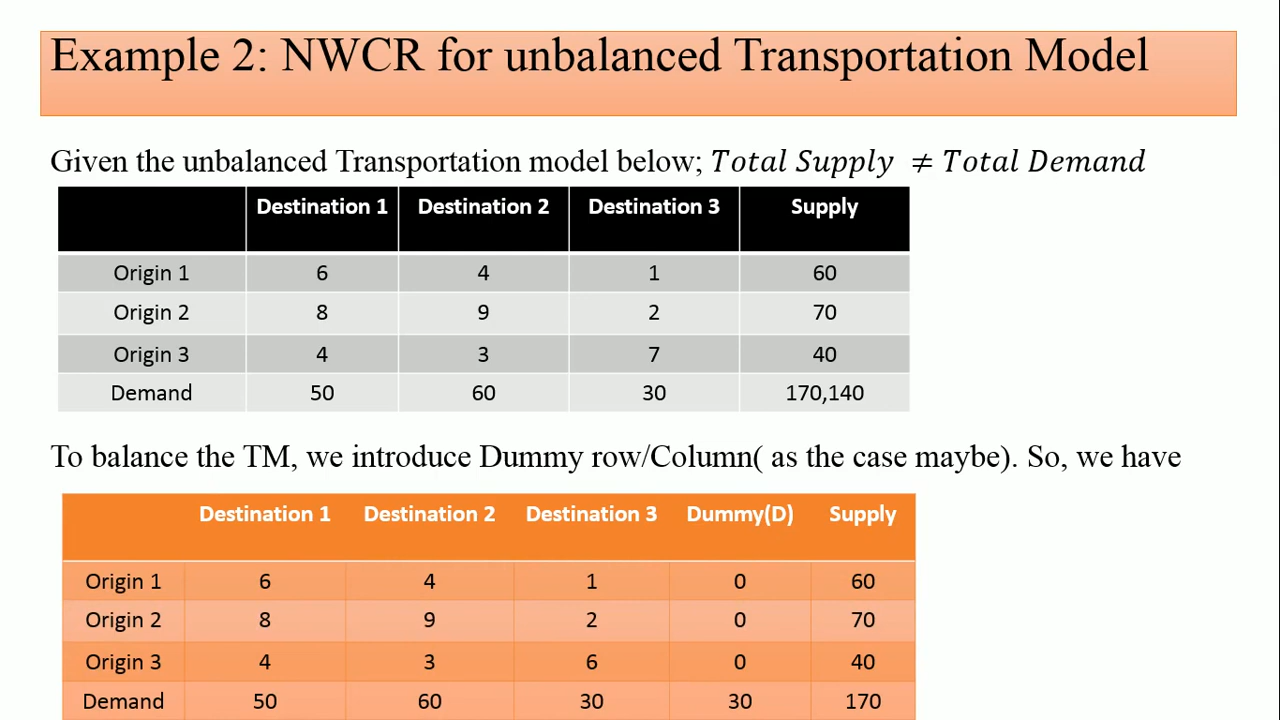 Example 2: NWCR for unbalanced Transportation Model
Given the unbalanced Transportation model below; Total Supply ≠ Total Demand
Destination 1 Destination 2 Destination 3 Supply
Origin 1 6 4 1 60
Origin 2 8 9 2 70
Origin 3 4 3 7 40
Demand 50 60 30 170,140
To balance the TM, we introduce Dummy row/Column( as the case maybe). So, we have
Destination 1 Destination 2 Destination 3 Dummy(D) Supply
Origin 1 6 4 1 0 60
Origin 2 8 9 2 0 70
Origin 3 4 3 6 0 40
Demand 50 60 30 30 170